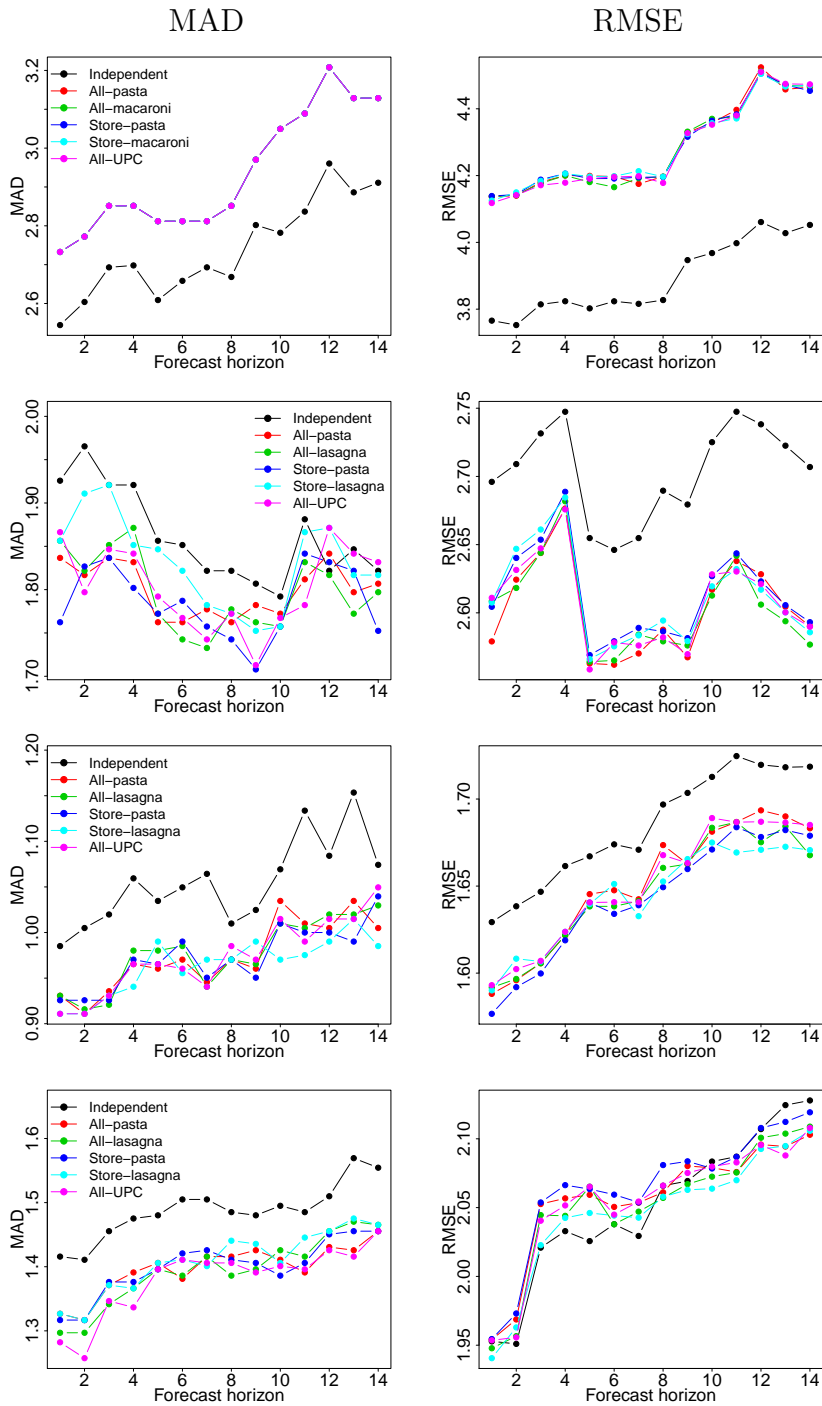 MAD
RMSE
MAD
2.6 2.8 3.0 3.2
Independent
All−pasta
All−macaroni
Store−pasta
Store−macaroni
All−UPC
2 4 6 8 10 12 14
Forecast horizon
RMSE
3.8 4.0 4.2 4.4
2 4 6 8 10 12 14
Forecast horizon
MAD
1.70 1.80 1.90 2.00
Independent
All−pasta
All−lasagna
Store−pasta
Store−lasagna
All−UPC
2 4 6 8 10 12 14
Forecast horizon
RMSE
2.60 2.65 2.70 2.75
2 4 6 8 10 12 14
Forecast horizon
MAD
0.90 1.00 1.10 1.20
Independent
All−pasta
All−lasagna
Store−pasta
Store−lasagna
All−UPC
2 4 6 8 10 12 14
Forecast horizon
RMSE
1.60 1.65 1.70
2 4 6 8 10 12 14
Forecast horizon
MAD
1.3 1.4 1.5 1.6
Independent
All−pasta
All−lasagna
Store−pasta
Store−lasagna
All−UPC
2 4 6 8 10 12 14
Forecast horizon
RMSE
1.95 2.00 2.05 2.10
2 4 6 8 10 12 14
Forecast horizon